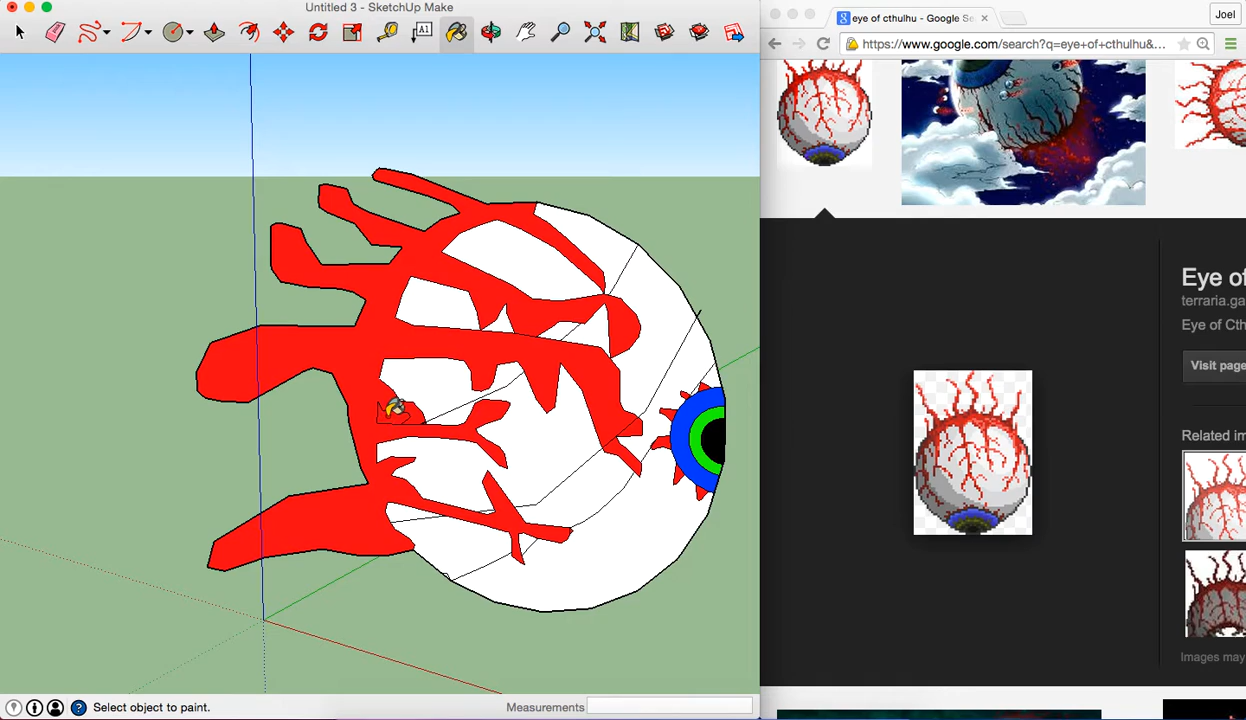 Untitled 3 - SketchUp Make
A1
Select object to paint.
Measurements
eye of cthulhu - Google Se
Joel
https://www.google.com/search?q=eye+of+cthulhu&...
Eye of
terraria.ga
Eye of Cth
Visit page
Related im
Images may